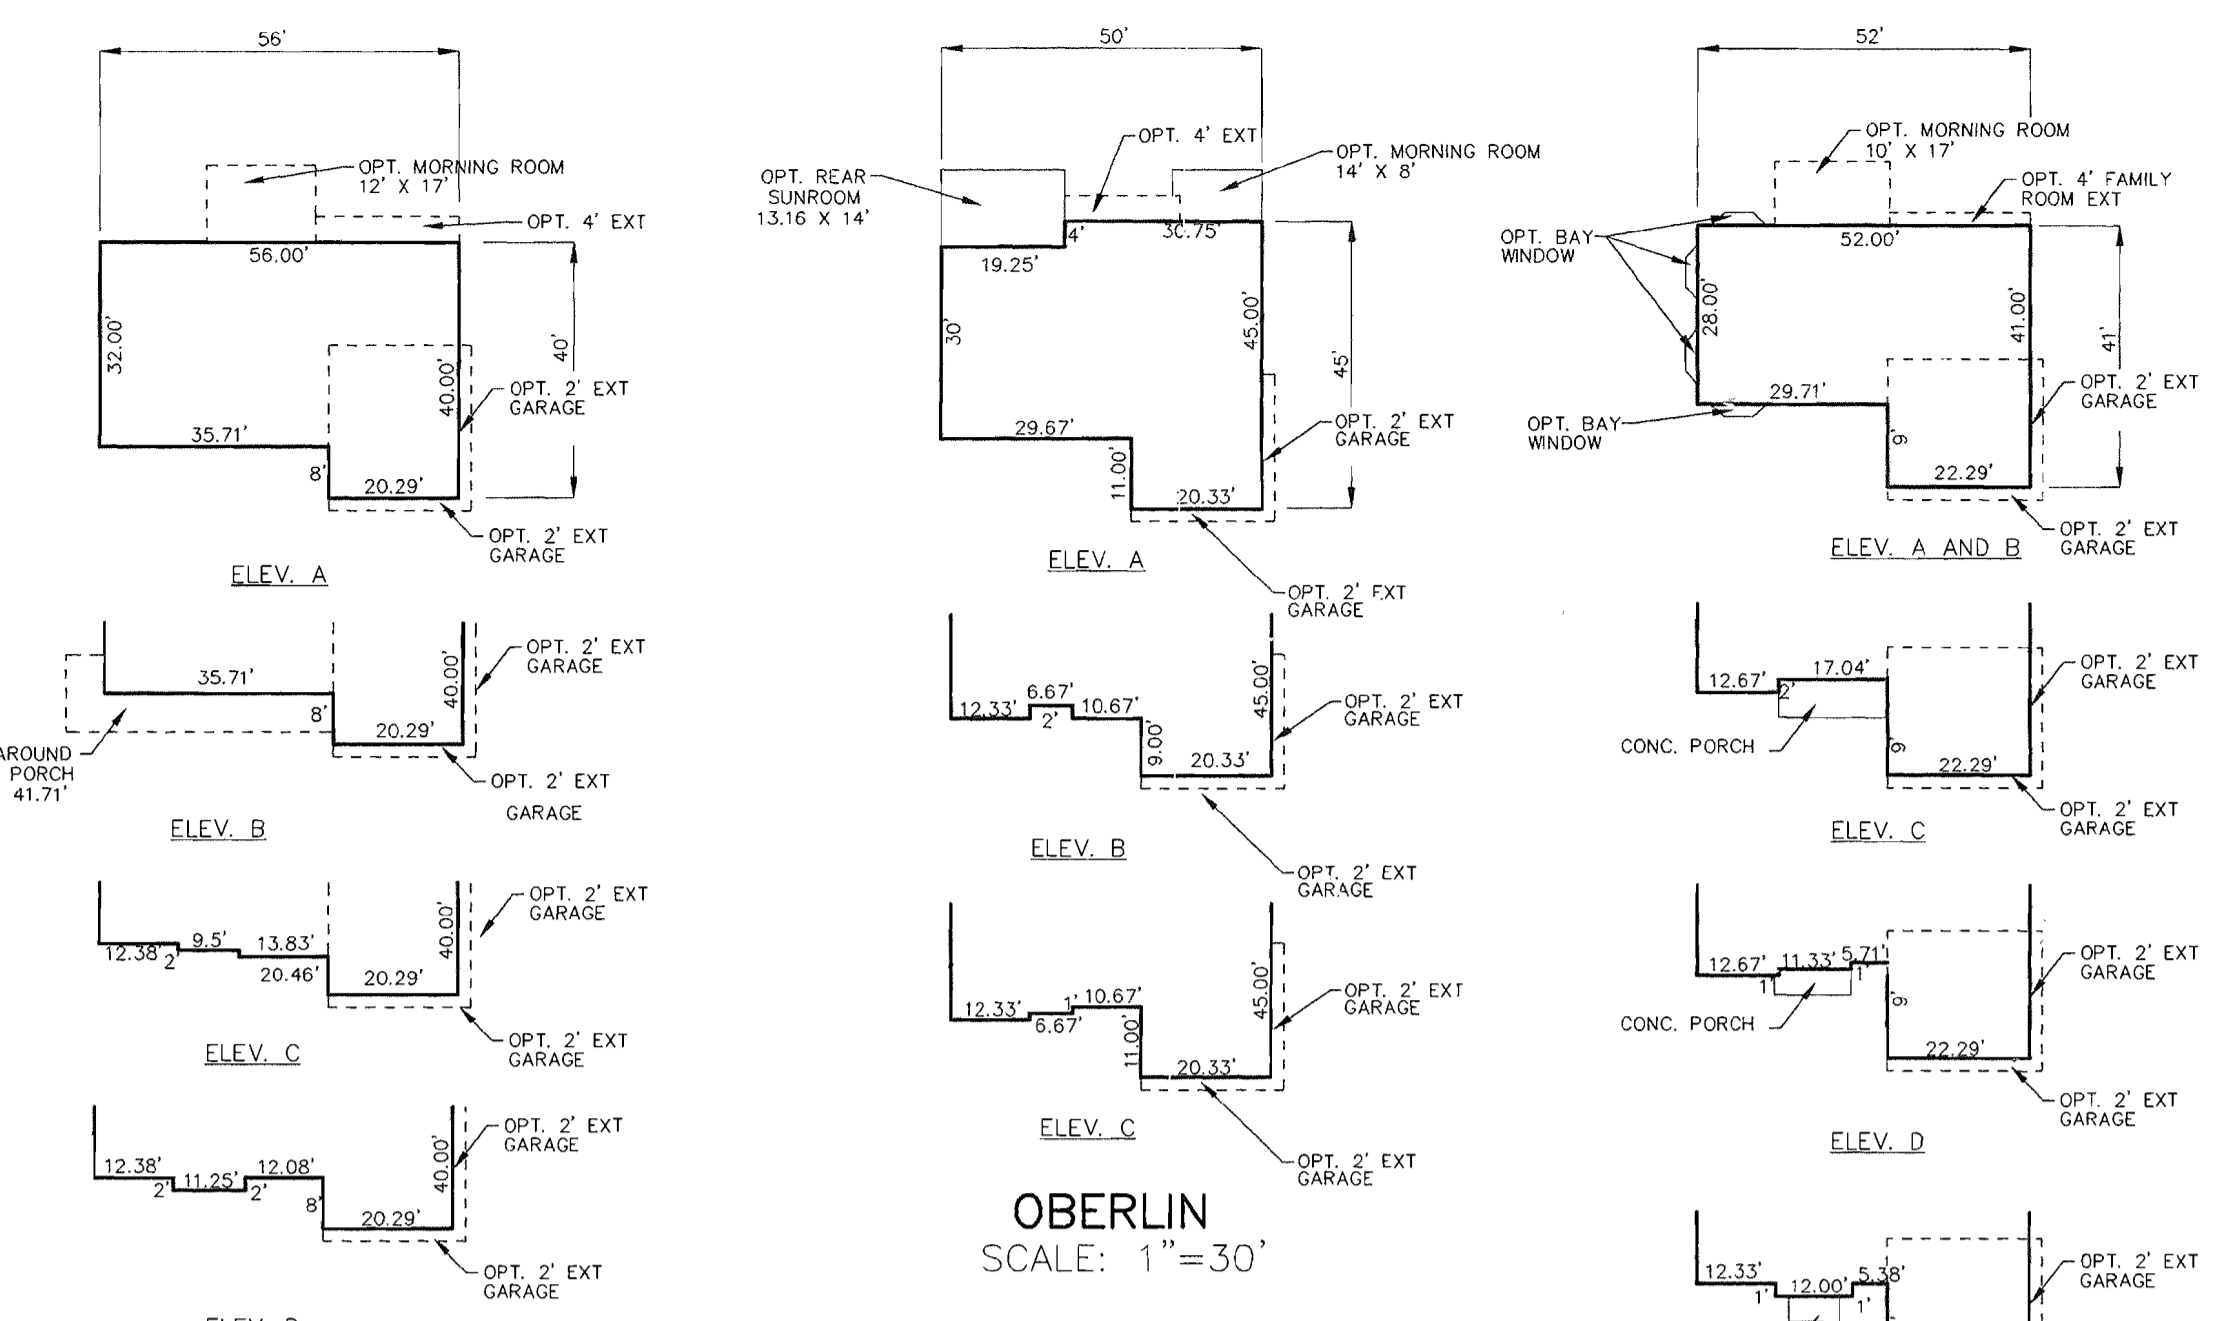 56'
OPT. MORNING ROOM
12' X 17'
OPT. 4' EXT
56.00'
32.00'
40.00'
40'
OPT. 2' EXT
GARAGE
35.71'
8'
20.29'
OPT. 2' EXT
GARAGE
ELEV. A
OPT. 2' EXT
GARAGE
35.71'
40.00'
8'
20.29'
AROUND
PORCH
41.71'
OPT. 2' EXT
GARAGE
ELEV. B
OPT. 2' EXT
GARAGE
40.00'
12.38'
2'
9.5'
13.83'
20.46'
20.29'
OPT. 2' EXT
GARAGE
ELEV. C
OPT. 2' EXT
GARAGE
40.00'
12.38'
2'
11.25'
2'
12.08'
8'
20.29'
OPT. 2' EXT
GARAGE
50'
OPT. 4' EXT
OPT. MORNING ROOM
14' X 8'
OPT. REAR
SUNROOM
13.16 X 14'
4'
30.75'
19.25'
30'
45.00'
45'
OPT. 2' EXT
GARAGE
29.67'
11.00'
20.33'
ELEV. A
OPT. 2' EXT
GARAGE
12.33'
6.67'
2'
10.67'
9.00'
45.00'
20.33'
OPT. 2' EXT
GARAGE
ELEV. B
OPT. 2' EXT
GARAGE
12.33'
6.67'
1'
10.67'
11.00'
45.00'
20.33'
OPT. 2' EXT
GARAGE
ELEV. C
OPT. 2' EXT
GARAGE
OBERLIN
SCALE: 1"=30'
52'
OPT. MORNING ROOM
10' X 17'
OPT. 4' FAMILY
ROOM EXT
OPT. BAY
WINDOW
52.00'
28.00'
41.00'
41'
OPT. 2' EXT
GARAGE
29.71'
OPT. BAY
WINDOW
9'
22.29'
OPT. 2' EXT
GARAGE
ELEV. A AND B
12.67'
2'
17.04'
OPT. 2' EXT
GARAGE
CONC. PORCH
9'
22.29'
OPT. 2' EXT
GARAGE
ELEV. C
12.67'
1'
11.33'
5.71'
1'
OPT. 2' EXT
GARAGE
CONC. PORCH
9'
22.29'
OPT. 2' EXT
GARAGE
ELEV. D
12.33'
1'
12.00'
5.38'
1'
OPT. 2' EXT
GARAGE